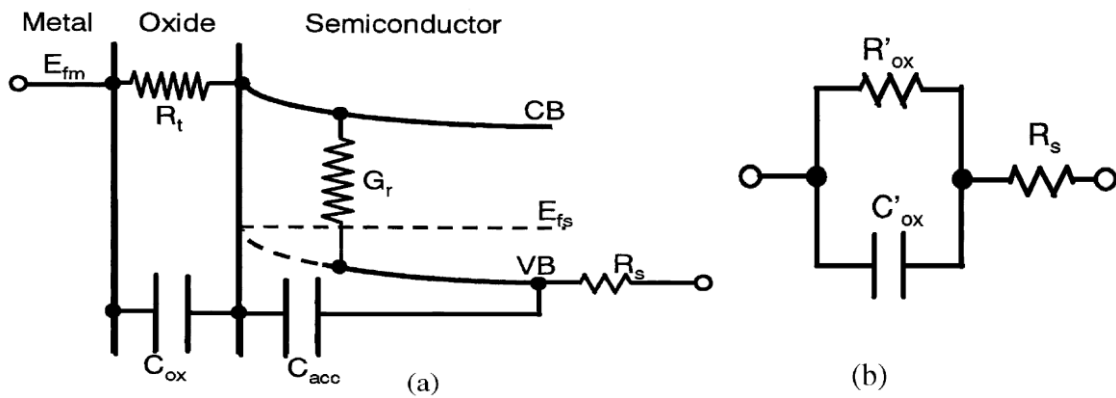 Metal Oxide Semiconductor
E_fm
R_t
CB
G_r
E_fs
VB R_s
C_ox C_acc
(a)
R'_ox
R_s
C'_ox
(b)